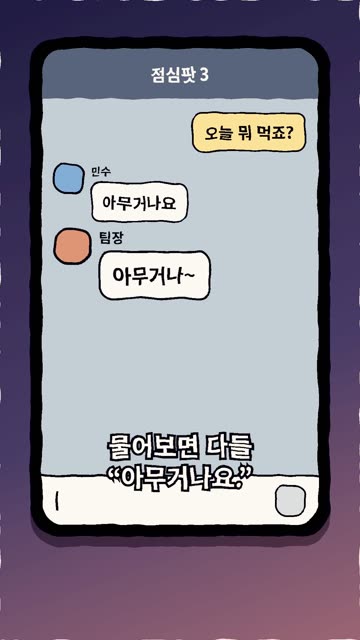 점심팟 3
오늘 뭐 먹죠?
민수
아무거나요
팀장
아무거나~
물어보면 다들
“아무거나요.”